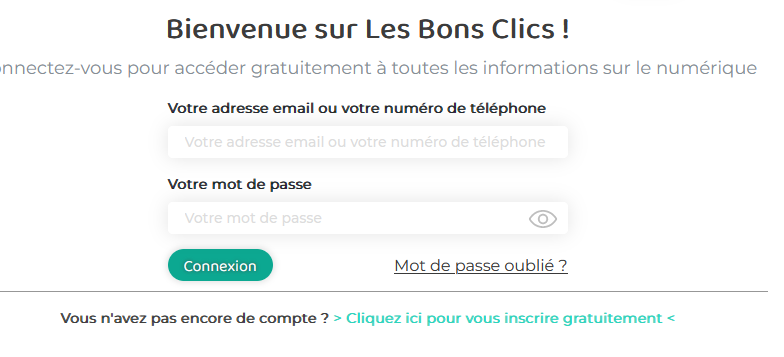 Bienvenue sur Les Bons Clics !
onnectez-vous pour accéder gratuitement à toutes les informations sur le numérique
Votre adresse email ou votre numéro de téléphone
Votre adresse email ou votre numéro de téléphone
Votre mot de passe
Votre mot de passe
Connexion
Mot de passe oublié ?
Vous n'avez pas encore de compte ? > Cliquez ici pour vous inscrire gratuitement <